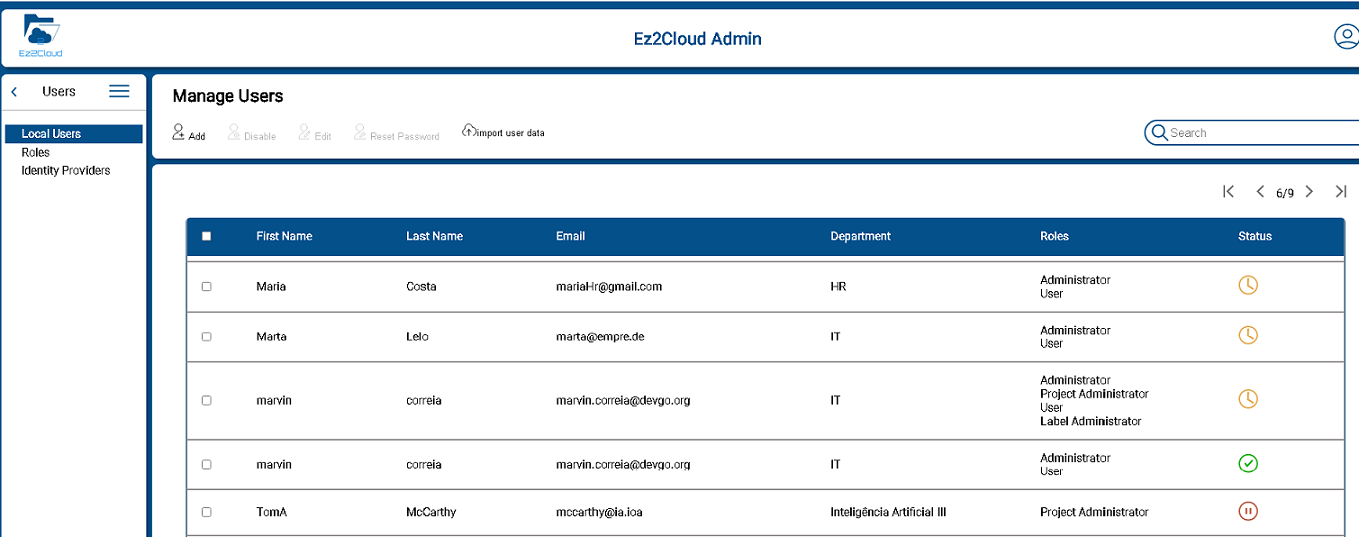 Ez2Cloud
Ez2Cloud Admin
Users
Local Users
Roles
Identity Providers
Manage Users
Add Disable Edit Reset Password import user data
Search
6/9
First Name Last Name Email Department Roles Status
Maria Costa mariaHr@gmail.com HR Administrator
User
Marta Lelo marta@empre.de IT Administrator
User
marvin correia marvin.correia@devgo.org IT Administrator
Project Administrator
User
Label Administrator
marvin correia marvin.correia@devgo.org IT Administrator
User
TomA McCarthy mccarthy@ia.ioa Inteligência Artificial III Project Administrator